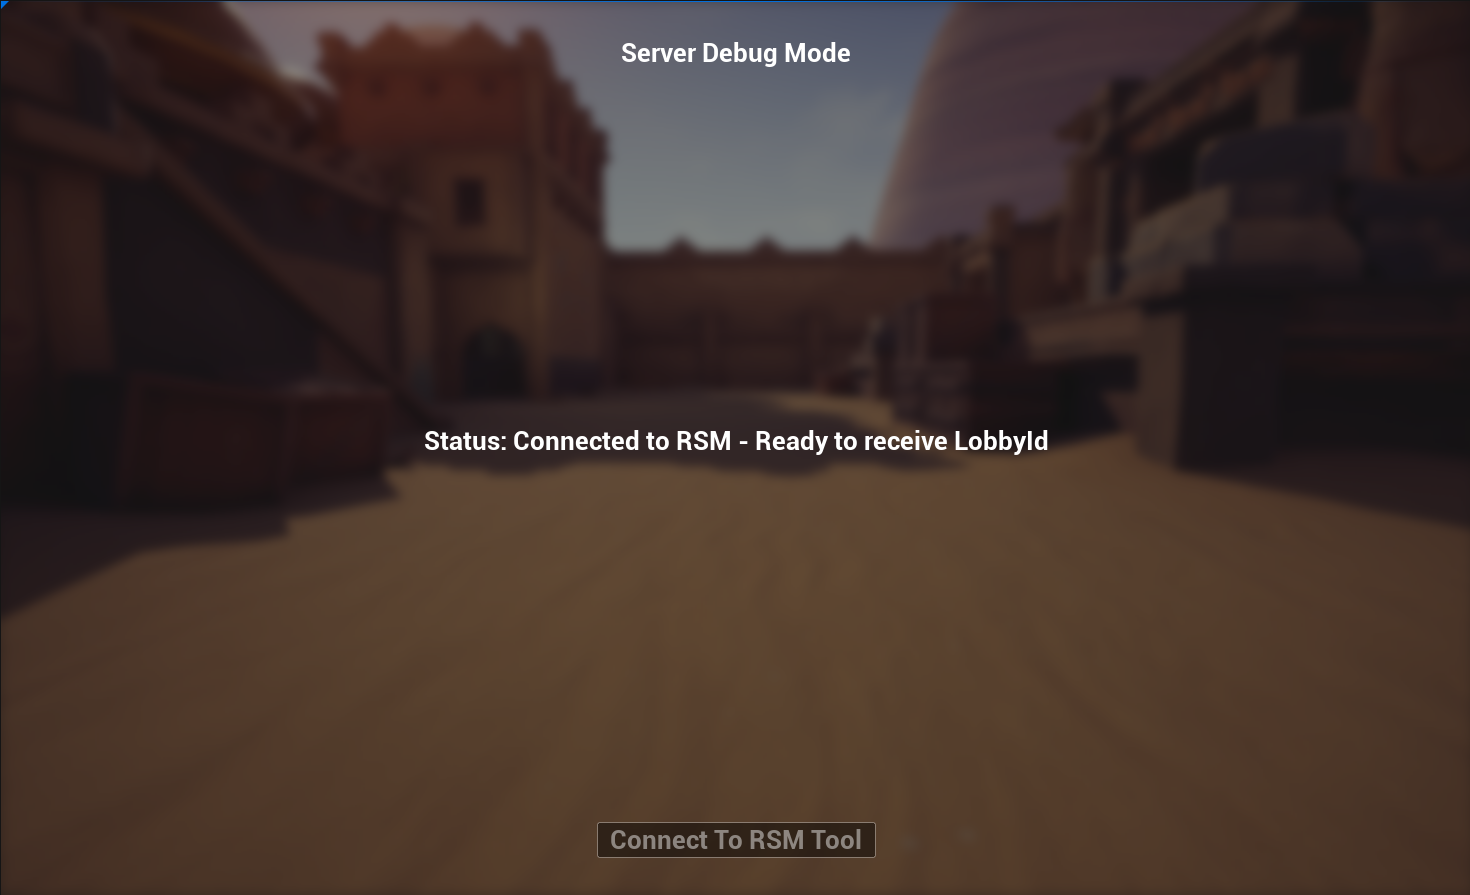 Server Debug Mode
Status: Connected to RSM - Ready to receive LobbyId
Connect To RSM Tool